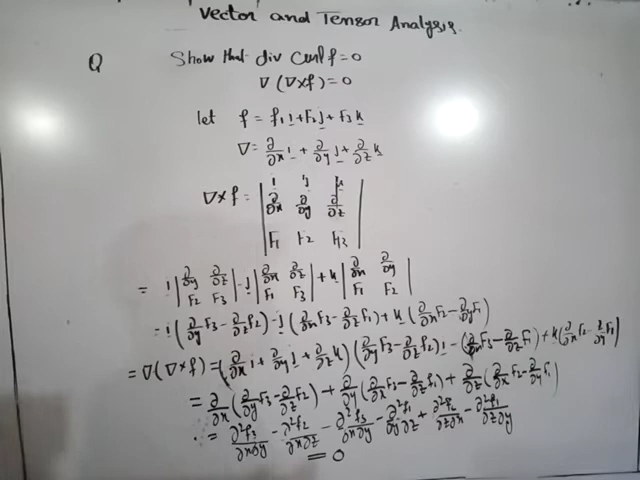 Vector and Tensor Analysis.
Q Show that div Curl f = 0
∇ (∇×f) = 0
let f = f₁ i + F₂ j + F₃ k
∇ = ∂/∂x i + ∂/∂y j + ∂/∂z k
∇×f = | i j k |
| ∂/∂x ∂/∂y ∂/∂z |
| F₁ F₂ F₃ |
= i | ∂/∂y ∂/∂z | - j | ∂/∂x ∂/∂z | + k | ∂/∂x ∂/∂y |
| F₂ F₃ | | F₁ F₃ | | F₁ F₂ |
= i (∂/∂y F₃ - ∂/∂z f₂) - j (∂/∂x F₃ - ∂/∂z F₁) + k (∂/∂x F₂ - ∂/∂y F₁)
= ∇ (∇×f) = (∂/∂x i + ∂/∂y j + ∂/∂z k) (∂/∂y F₃ - ∂/∂z f₂) i - (∂/∂x F₃ - ∂/∂z F₁) + k (∂/∂x F₂ - ∂/∂y F₁)
= ∂/∂x (∂/∂y F₃ - ∂/∂z F₂) + ∂/∂y (∂/∂x F₃ - ∂/∂z f₁) + ∂/∂z (∂/∂x F₂ - ∂/∂y F₁)
∴ = ∂²f₃/∂x∂y - ∂²f₂/∂x∂z - ∂²f₃/∂x∂y - ∂²f₁/∂y∂z + ∂²f₂/∂z∂x - ∂²f₁/∂z∂y
= 0